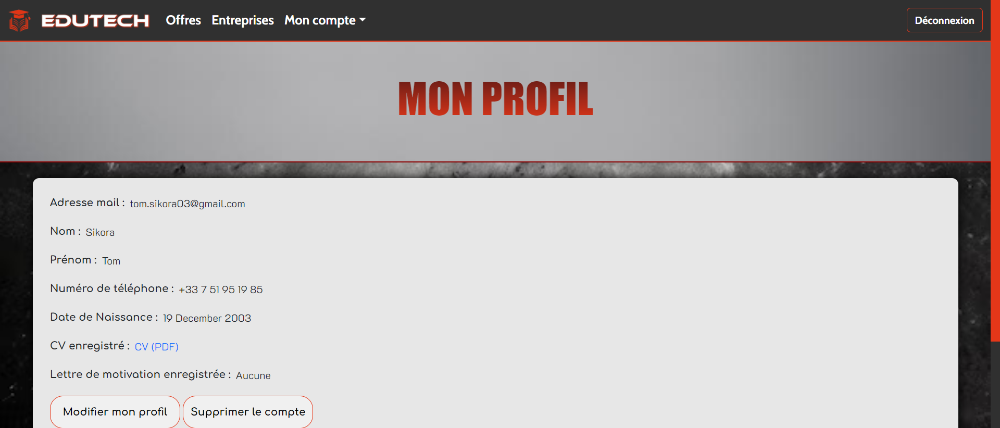 EDUTECH Offres Entreprises Mon compte Déconnexion
MON PROFIL
Adresse mail : tom.sikora03@gmail.com
Nom : Sikora
Prénom : Tom
Numéro de téléphone : +33 7 51 95 19 85
Date de Naissance : 19 December 2003
CV enregistré : CV (PDF)
Lettre de motivation enregistrée : Aucune
Modifier mon profil Supprimer le compte